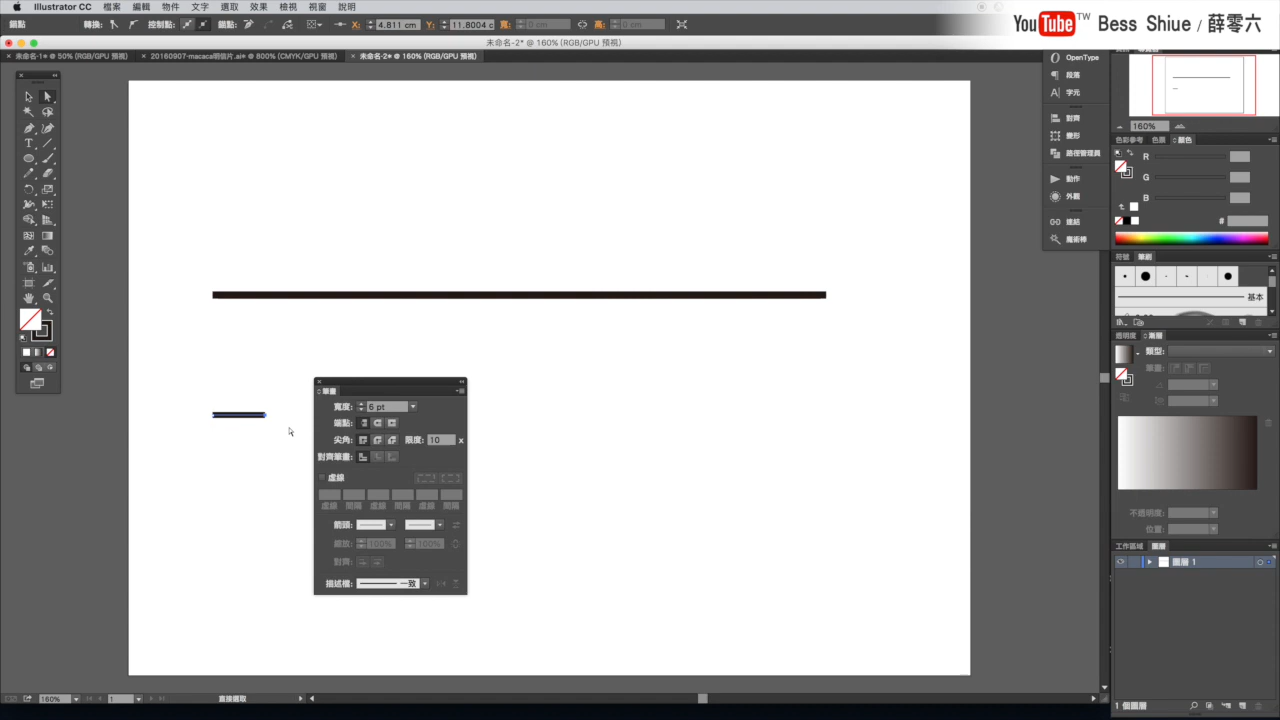 Illustrator CC 檔案 編輯 物件 文字 選取 效果 檢視 視窗 說明
錨點 轉換: 控制點: 錨點: X: 4.811 cm Y: 11.8004 c 寬: 0 cm 高: 0 cm
YouTube TW Bess Shiue / 薛零六
未命名-2* @ 160% (RGB/GPU 預視)
未命名-1* @ 50% (RGB/GPU 預視)
20160907-macaca明信片.ai* @ 800% (CMYK/GPU 預視)
未命名-2* @ 160% (RGB/GPU 預視)
OpenType
段落
字元
對齊
變形
路徑管理員
動作
外觀
連結
魔術棒
160%
色彩參考 色票 顏色
R
G
B
#
符號 筆刷
基本
透明度 漸層
類型:
筆畫:
不透明度:
位置:
工作區域 圖層
圖層 1
1 個圖層
筆畫
寬度: 6 pt
端點:
尖角: 限度: 10 x
對齊筆畫:
虛線
虛線 間隔 虛線 間隔 虛線 間隔
箭頭:
縮放: 100% 100%
對齊:
描述檔: 一致
160% 1 直接選取